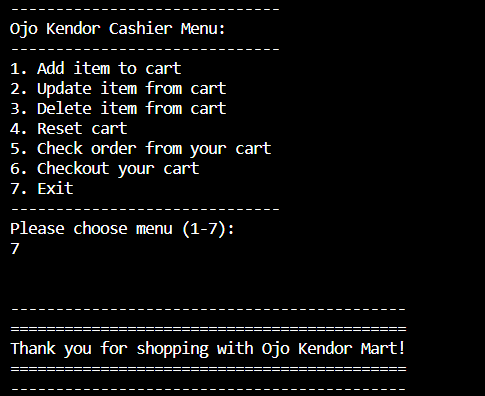 ------------------------------
Ojo Kendor Cashier Menu:
------------------------------
1. Add item to cart
2. Update item from cart
3. Delete item from cart
4. Reset cart
5. Check order from your cart
6. Checkout your cart
7. Exit
------------------------------
Please choose menu (1-7):
7
--------------------------------------------
============================================
Thank you for shopping with Ojo Kendor Mart!
============================================
--------------------------------------------